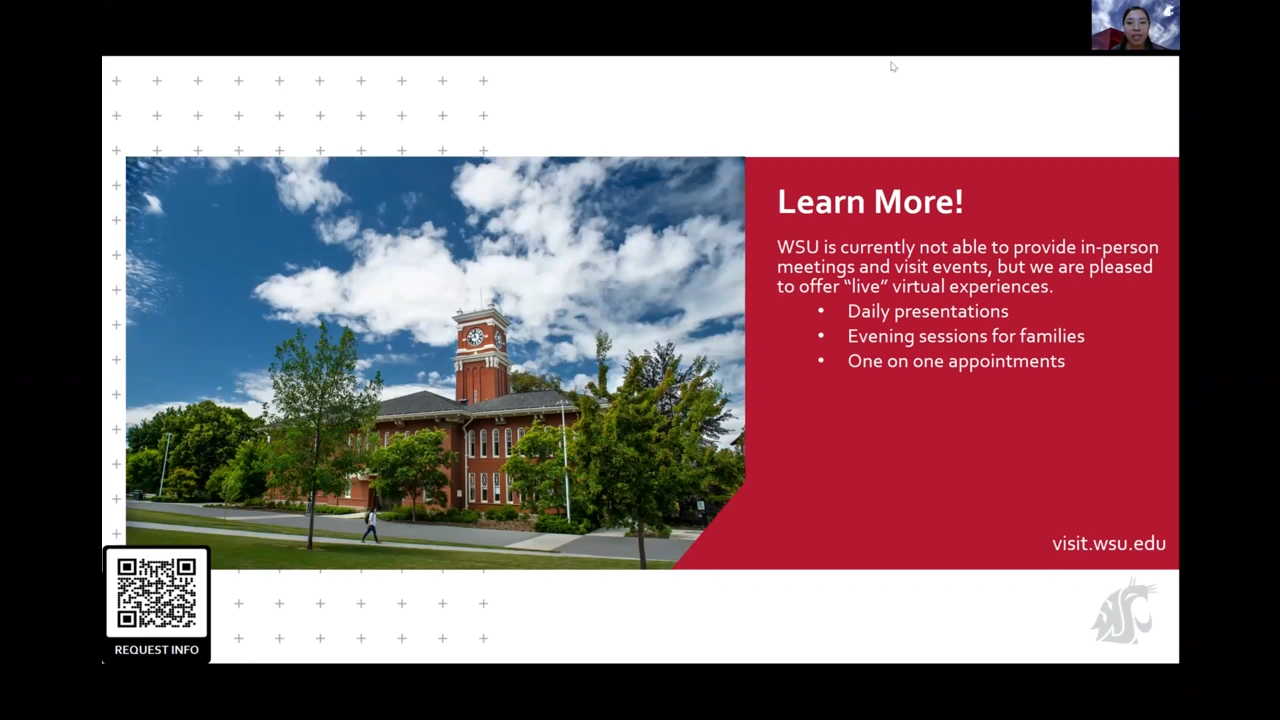 Learn More!
WSU is currently not able to provide in-person
meetings and visit events, but we are pleased
to offer “live” virtual experiences.
• Daily presentations
• Evening sessions for families
• One on one appointments
visit.wsu.edu
REQUEST INFO